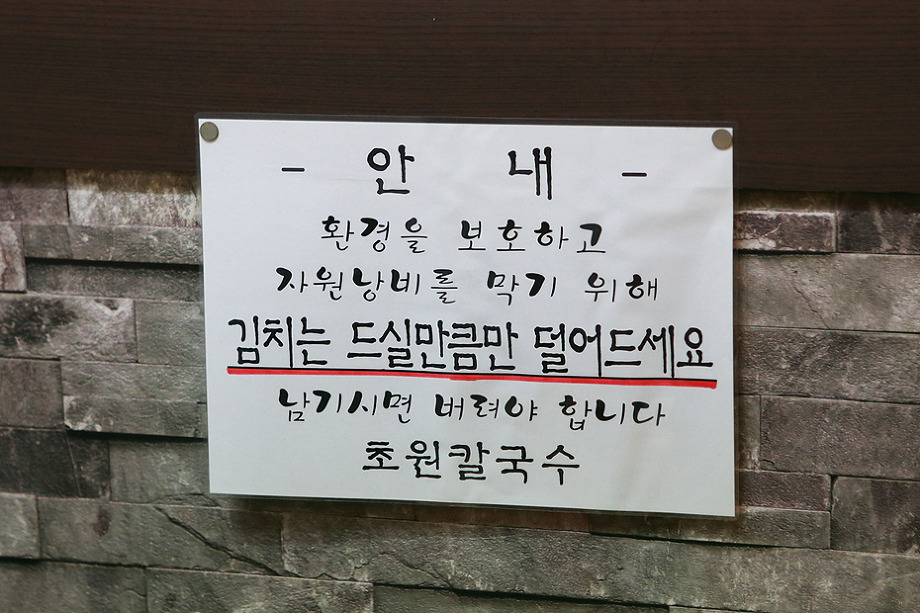 - 안 내 -
환경을 보호하고
자원낭비를 막기 위해
김치는 드실만큼만 덜어드세요
남기시면 버려야 합니다
초원칼국수